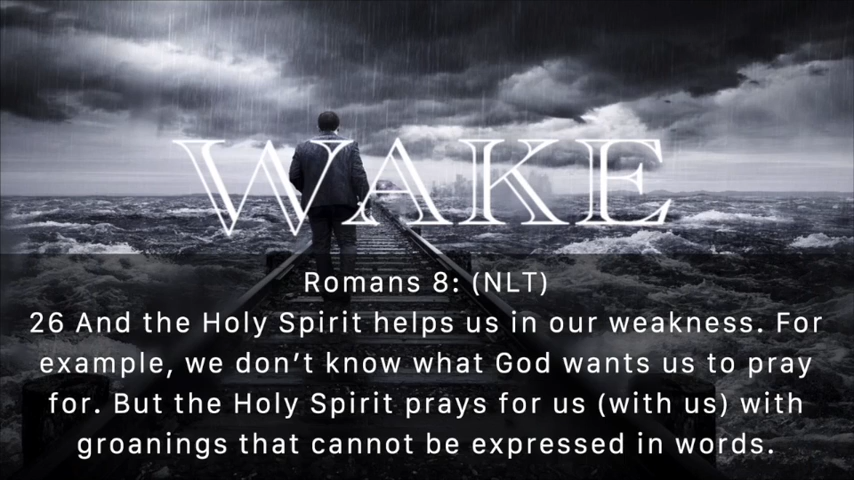 WAKE
Romans 8: (NLT)
26 And the Holy Spirit helps us in our weakness. For
example, we don’t know what God wants us to pray
for. But the Holy Spirit prays for us (with us) with
groanings that cannot be expressed in words.